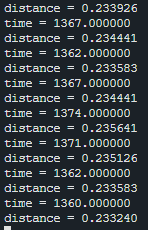 distance = 0.233926
time = 1367.000000
distance = 0.234441
time = 1362.000000
distance = 0.233583
time = 1367.000000
distance = 0.234441
time = 1374.000000
distance = 0.235641
time = 1371.000000
distance = 0.235126
time = 1362.000000
distance = 0.233583
time = 1360.000000
distance = 0.233240